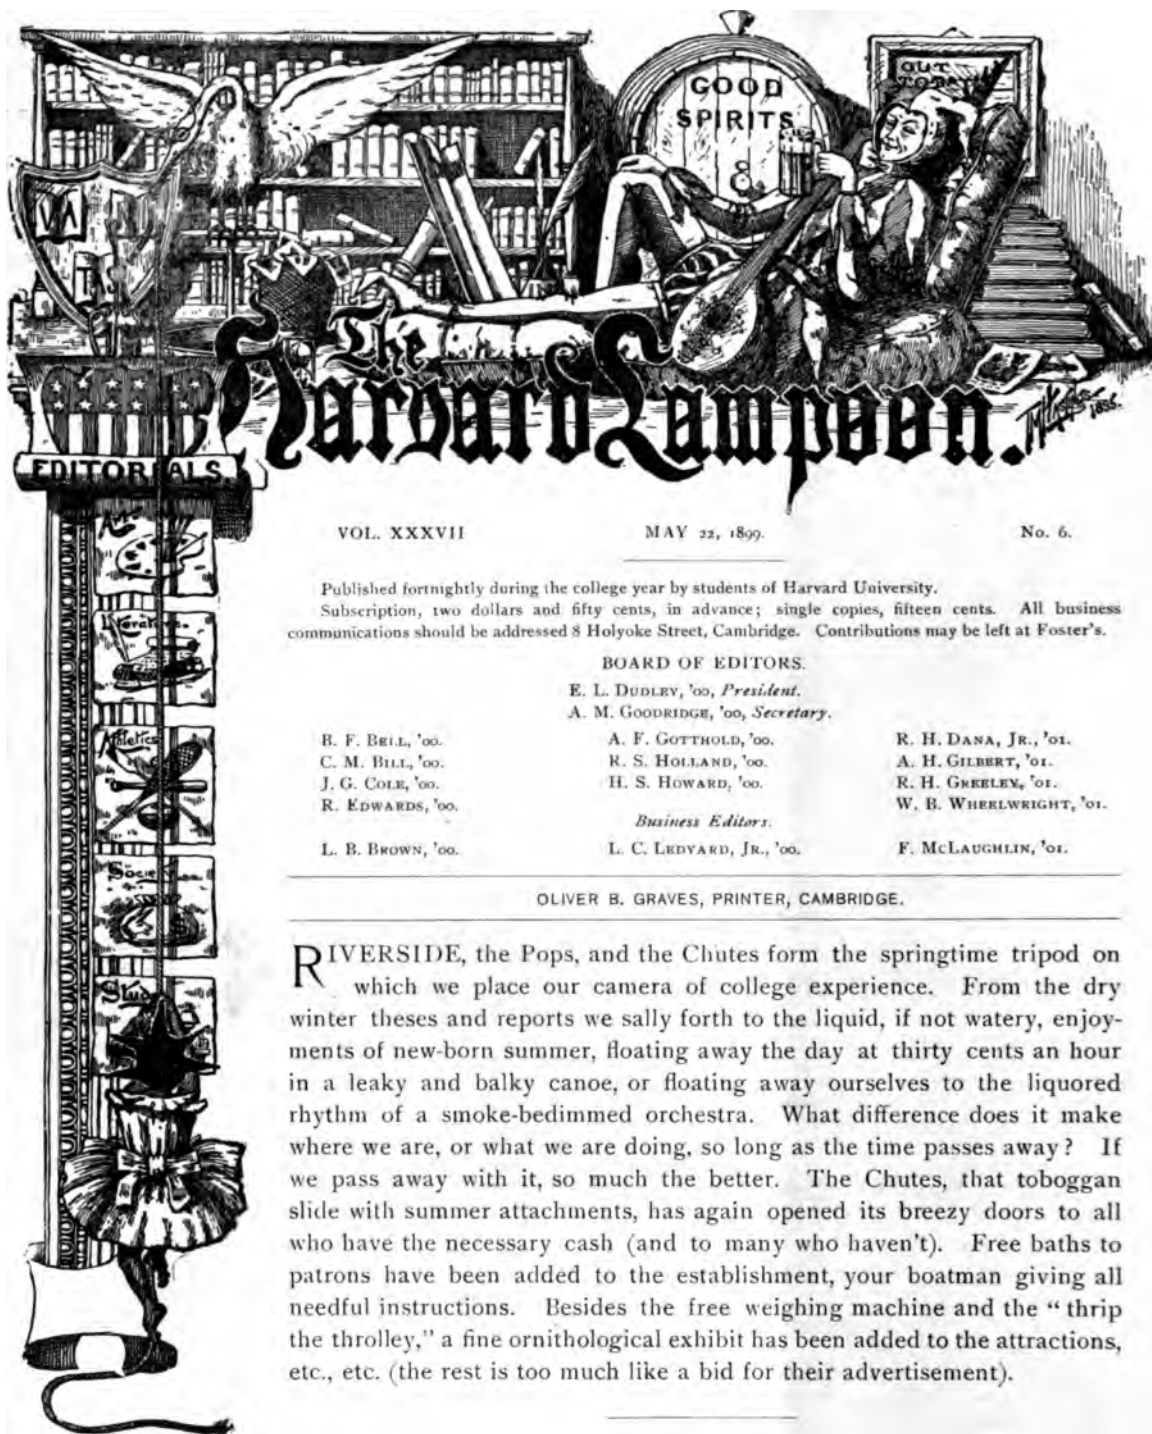 OUT
GOOD
SPIRITS
&
VA
The
Harvard Lampoon.
1885.
EDITORIALS.
Art
Literature.
Athletics
Society
VOL. XXXVII MAY 22, 1899. No. 6.
Published fortnightly during the college year by students of Harvard University.
Subscription, two dollars and fifty cents, in advance; single copies, fifteen cents. All business
communications should be addressed 8 Holyoke Street, Cambridge. Contributions may be left at Foster's.
BOARD OF EDITORS.
E. L. DUDLEY, '00, President.
A. M. GOODRIDGE, '00, Secretary.
B. F. BELL, '00. A. F. GOTTHOLD, '00. R. H. DANA, JR., '01.
C. M. BILL, '00. R. S. HOLLAND, '00. A. H. GILBERT, '01.
J. G. COLE, '00. H. S. HOWARD, '00. R. H. GREELEY, '01.
R. EDWARDS, '00. W. B. WHEELWRIGHT, '01.
Business Editors.
L. B. BROWN, '00. L. C. LEDYARD, JR., '00. F. MCLAUGHLIN, '01.
OLIVER B. GRAVES, PRINTER, CAMBRIDGE.
RIVERSIDE, the Pops, and the Chutes form the springtime tripod on
which we place our camera of college experience. From the dry
winter theses and reports we sally forth to the liquid, if not watery, enjoy-
ments of new-born summer, floating away the day at thirty cents an hour
in a leaky and balky canoe, or floating away ourselves to the liquored
rhythm of a smoke-bedimmed orchestra. What difference does it make
where we are, or what we are doing, so long as the time passes away? If
we pass away with it, so much the better. The Chutes, that toboggan
slide with summer attachments, has again opened its breezy doors to all
who have the necessary cash (and to many who haven't). Free baths to
patrons have been added to the establishment, your boatman giving all
needful instructions. Besides the free weighing machine and the "thrip
the throlley," a fine ornithological exhibit has been added to the attractions,
etc., etc. (the rest is too much like a bid for their advertisement).